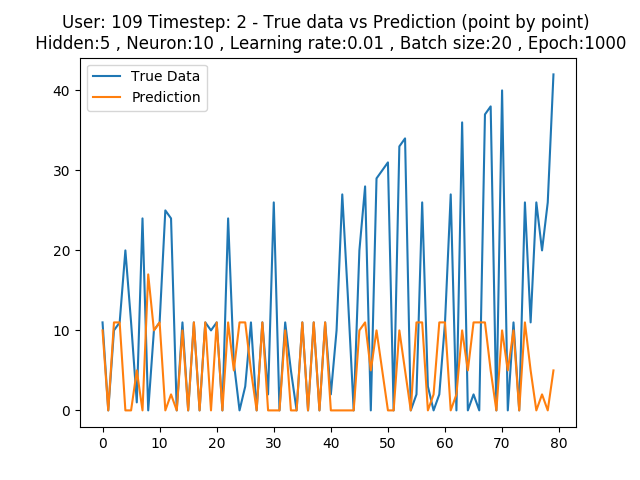 User: 109 Timestep: 2 - True data vs Prediction (point by point)
Hidden:5 , Neuron:10 , Learning rate:0.01 , Batch size:20 , Epoch:1000
True Data
Prediction
40
30
20
10
0
0 10 20 30 40 50 60 70 80